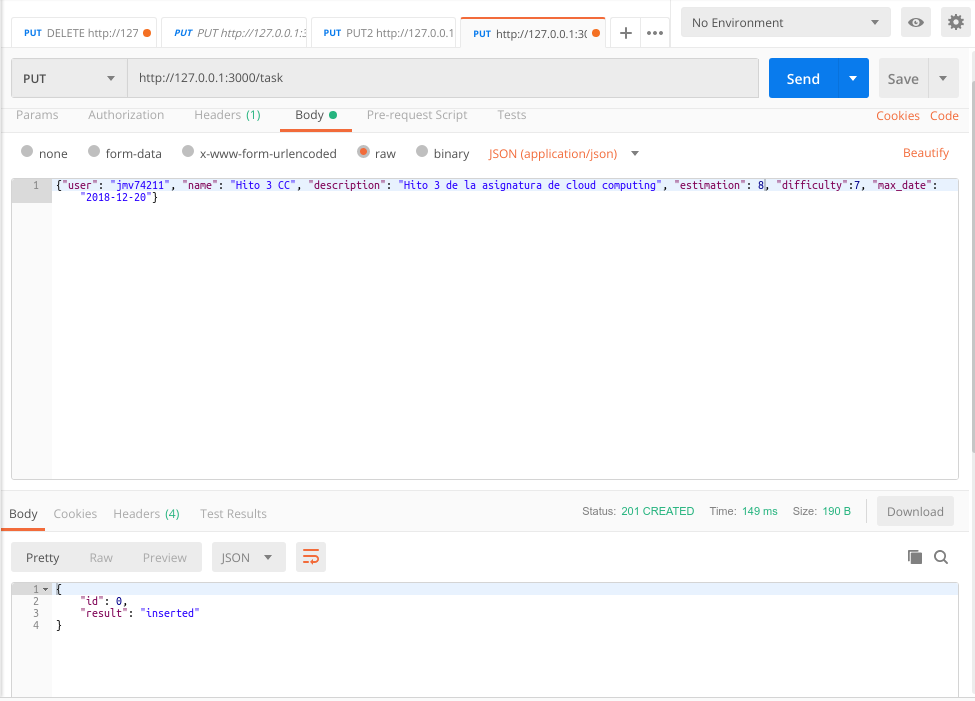 PUT DELETE http://127
PUT PUT http://127.0.0.1:3
PUT PUT2 http://127.0.0.1
PUT http://127.0.0.1:30
No Environment
PUT
http://127.0.0.1:3000/task
Send
Save
Params
Authorization
Headers (1)
Body
Pre-request Script
Tests
Cookies
Code
none
form-data
x-www-form-urlencoded
raw
binary
JSON (application/json)
Beautify
1 {"user": "jmv74211", "name": "Hito 3 CC", "description": "Hito 3 de la asignatura de cloud computing", "estimation": 8, "difficulty":7, "max_date":
"2018-12-20"}
Body
Cookies
Headers (4)
Test Results
Status: 201 CREATED
Time: 149 ms
Size: 190 B
Download
Pretty
Raw
Preview
JSON
1 {
2 "id": 0,
3 "result": "inserted"
4 }